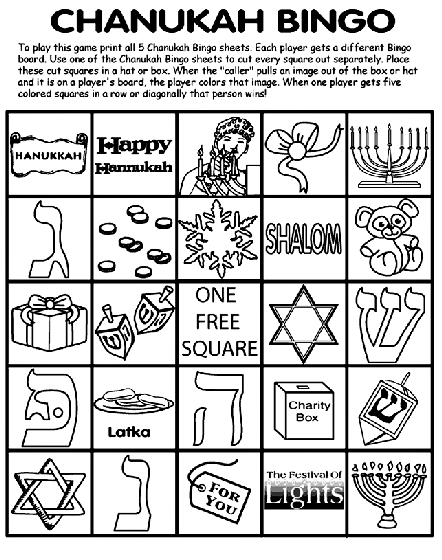 CHANUKAH BINGO
To play this game print all 5 Chanukah Bingo sheets. Each player gets a different Bingo
board. Use one of the Chanukah Bingo sheets to cut every square out separately. Place
these cut squares in a hat or box. When the "caller" pulls an image out of the box or hat
and it is on a player's board, the player colors that image. When one player gets five
colored squares in a row or diagonally that person wins!
HANUKKAH
Happy
Hannukah
ג
SHALOM
ש
ONE
FREE
SQUARE
ש
פ
Latka
ה
Charity
Box
ש
נ
FOR
YOU
The Festival Of
Lights